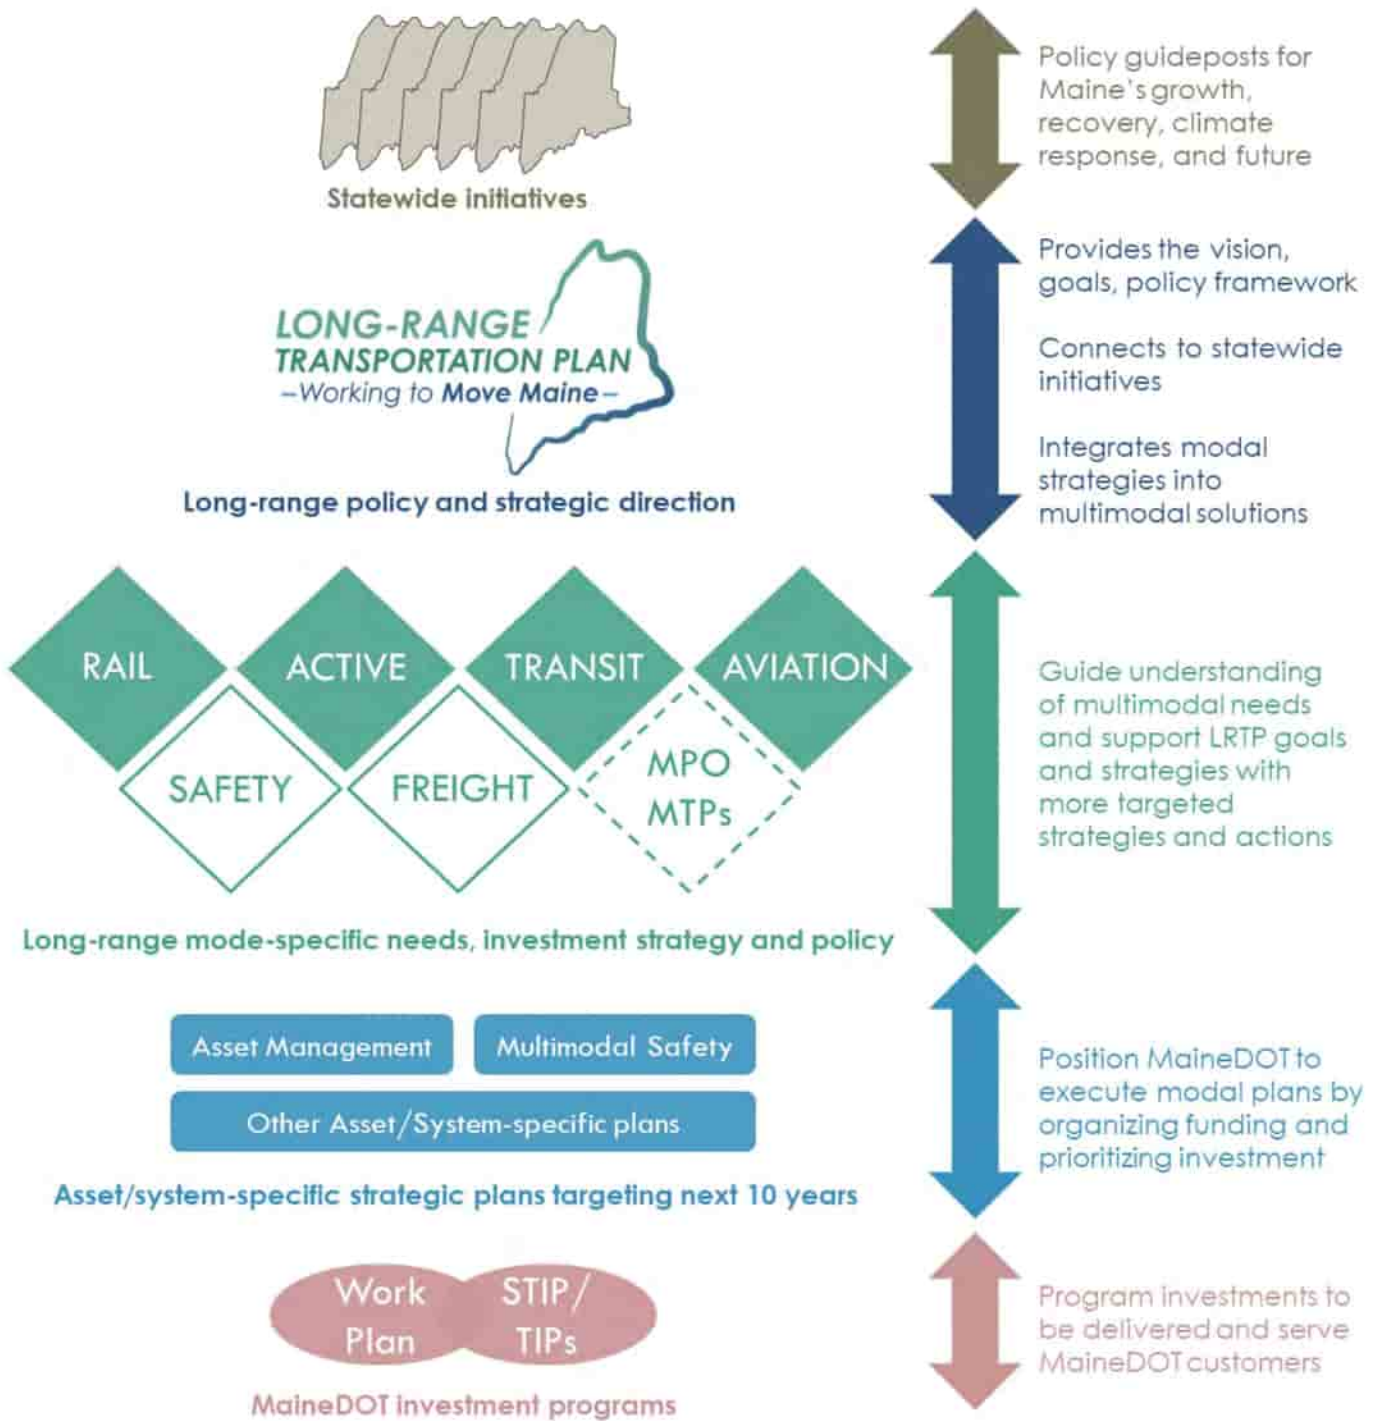 Policy guideposts for
Maine's growth,
recovery, climate
response, and future
Statewide initiatives
LONG-RANGE
TRANSPORTATION PLAN
–Working to Move Maine–
Long-range policy and strategic direction
Provides the vision,
goals, policy framework
Connects to statewide
initiatives
Integrates modal
strategies into
multimodal solutions
RAIL
ACTIVE
TRANSIT
AVIATION
SAFETY
FREIGHT
MPO
MTPs
Long-range mode-specific needs, investment strategy and policy
Guide understanding
of multimodal needs
and support LRTP goals
and strategies with
more targeted
strategies and actions
Asset Management
Multimodal Safety
Other Asset/System-specific plans
Asset/system-specific strategic plans targeting next 10 years
Position MaineDOT to
execute modal plans by
organizing funding and
prioritizing investment
Work
Plan
STIP/
TIPs
MaineDOT investment programs
Program investments to
be delivered and serve
MaineDOT customers